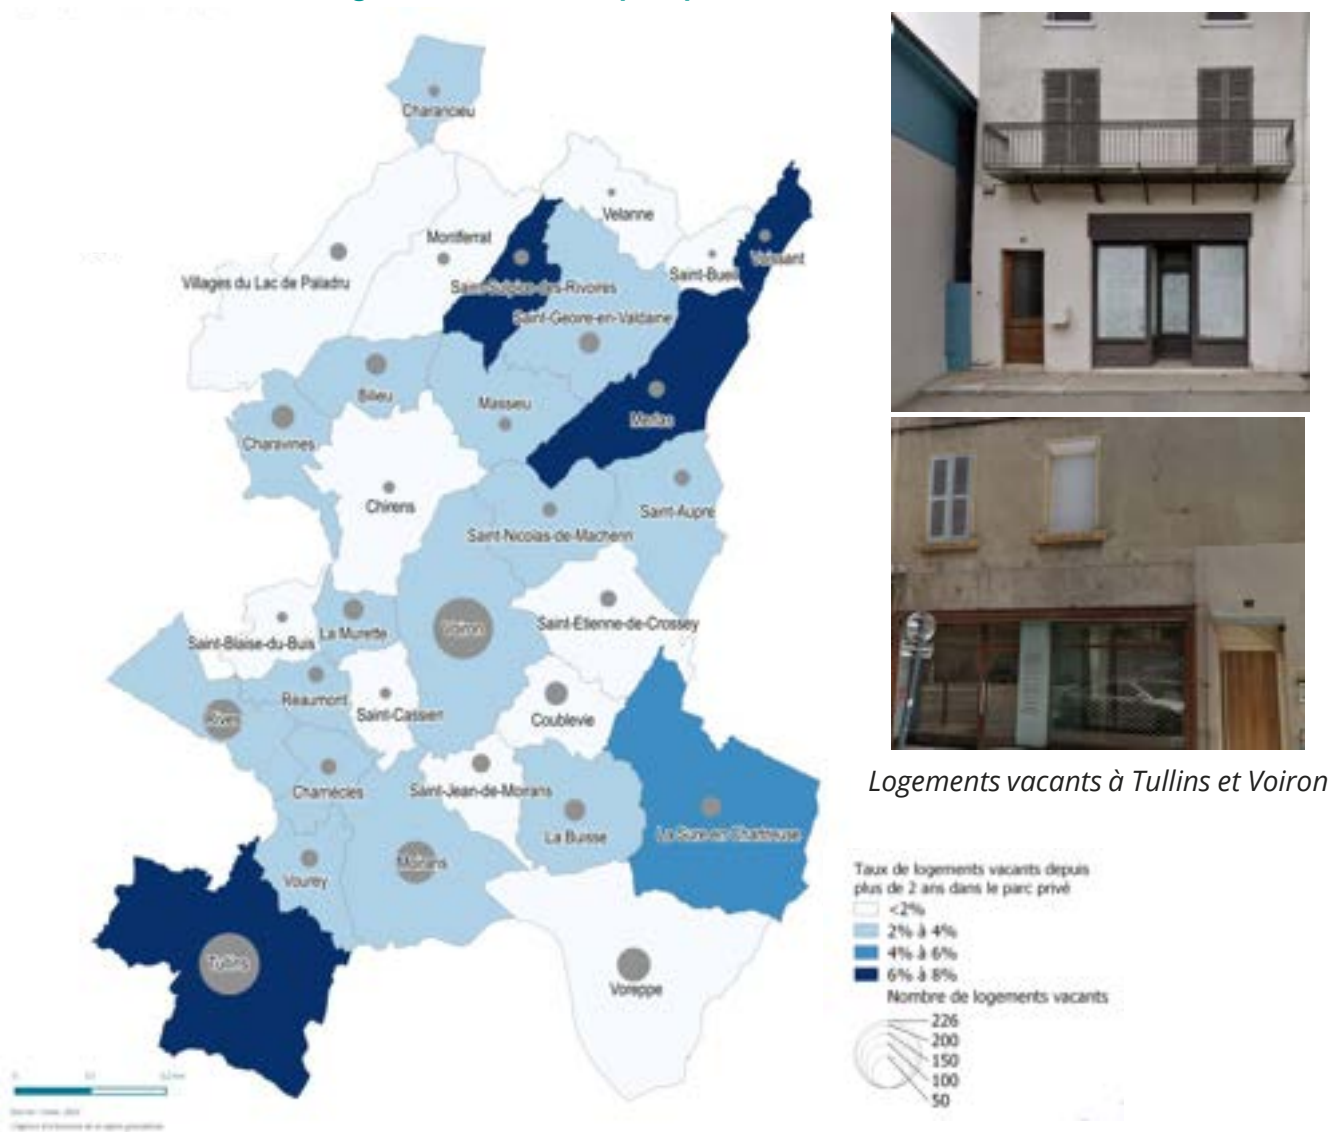 Charancieu
Velanne
Montferrat
Voissant
Saint-Bueil
Villages du Lac de Paladru
Saint-Sulpice-des-Rivoires
Saint-Geoire-en-Valdaine
Bilieu
Massieu
Merlas
Charavines
Chirens
Saint-Aupre
Saint-Nicolas-de-Macherin
Saint-Etienne-de-Crossey
Voiron
La Murette
Saint-Blaise-du-Buis
Reaumont
Saint-Cassien
Rives
Coublevie
Charnècles
Saint-Jean-de-Moirans
La Buisse
La Sure en Chartreuse
Moirans
Vourey
Tullins
Voreppe
Logements vacants à Tullins et Voiron
Taux de logements vacants depuis
plus de 2 ans dans le parc privé
<2%
2% à 4%
4% à 6%
6% à 8%
Nombre de logements vacants
226
200
150
100
50